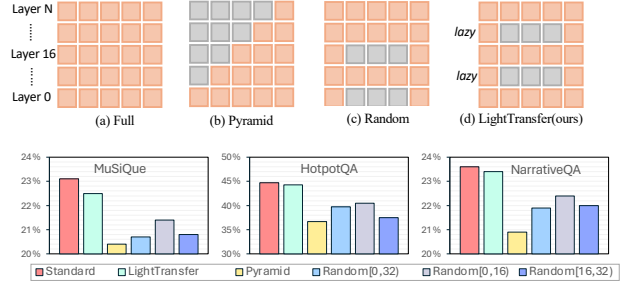 Layer N
Layer 16
Layer 0
lazy
lazy
(a) Full
(b) Pyramid
(c) Random
(d) LightTransfer(ours)
MuSiQue
24%
23%
22%
21%
20%
HotpotQA
50%
45%
40%
35%
30%
NarrativeQA
24%
23%
22%
21%
20%
Standard LightTransfer Pyramid Random[0,32) Random[0,16) Random[16,32)